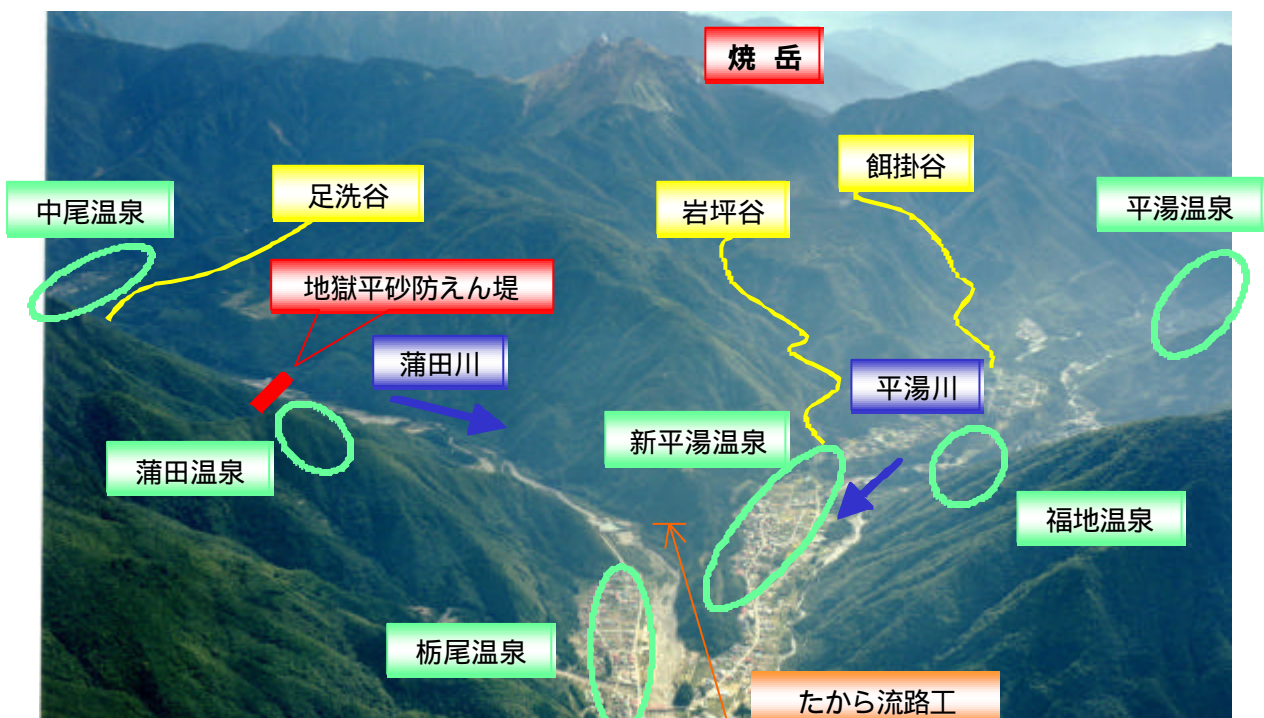 焼 岳
餌掛谷
足洗谷
岩坪谷
中尾温泉
平湯温泉
地獄平砂防えん堤
蒲田川
平湯川
新平湯温泉
蒲田温泉
福地温泉
栃尾温泉
たから流路工